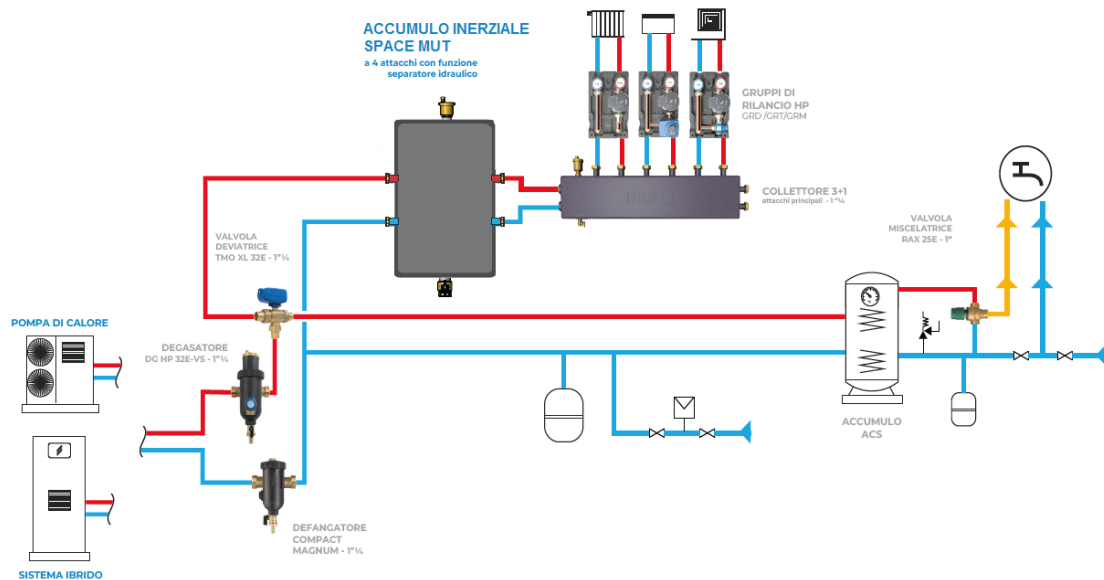 ACCUMULO INERZIALE
SPACE MUT
a 4 attacchi con funzione
separatore idraulico
GRUPPI DI
RILANCIO HP
GRD /GRT/GRM
COLLETTORE 3+1
attacchi principali - 1"¼
VALVOLA
DEVIATRICE
TMO XL 32E - 1"¼
VALVOLA
MISCELATRICE
RAX 25E - 1"
POMPA DI CALORE
DEGASATORE
DG HP 32E-VS - 1"¼
ACCUMULO
ACS
DEFANGATORE
COMPACT
MAGNUM - 1"¼
SISTEMA IBRIDO